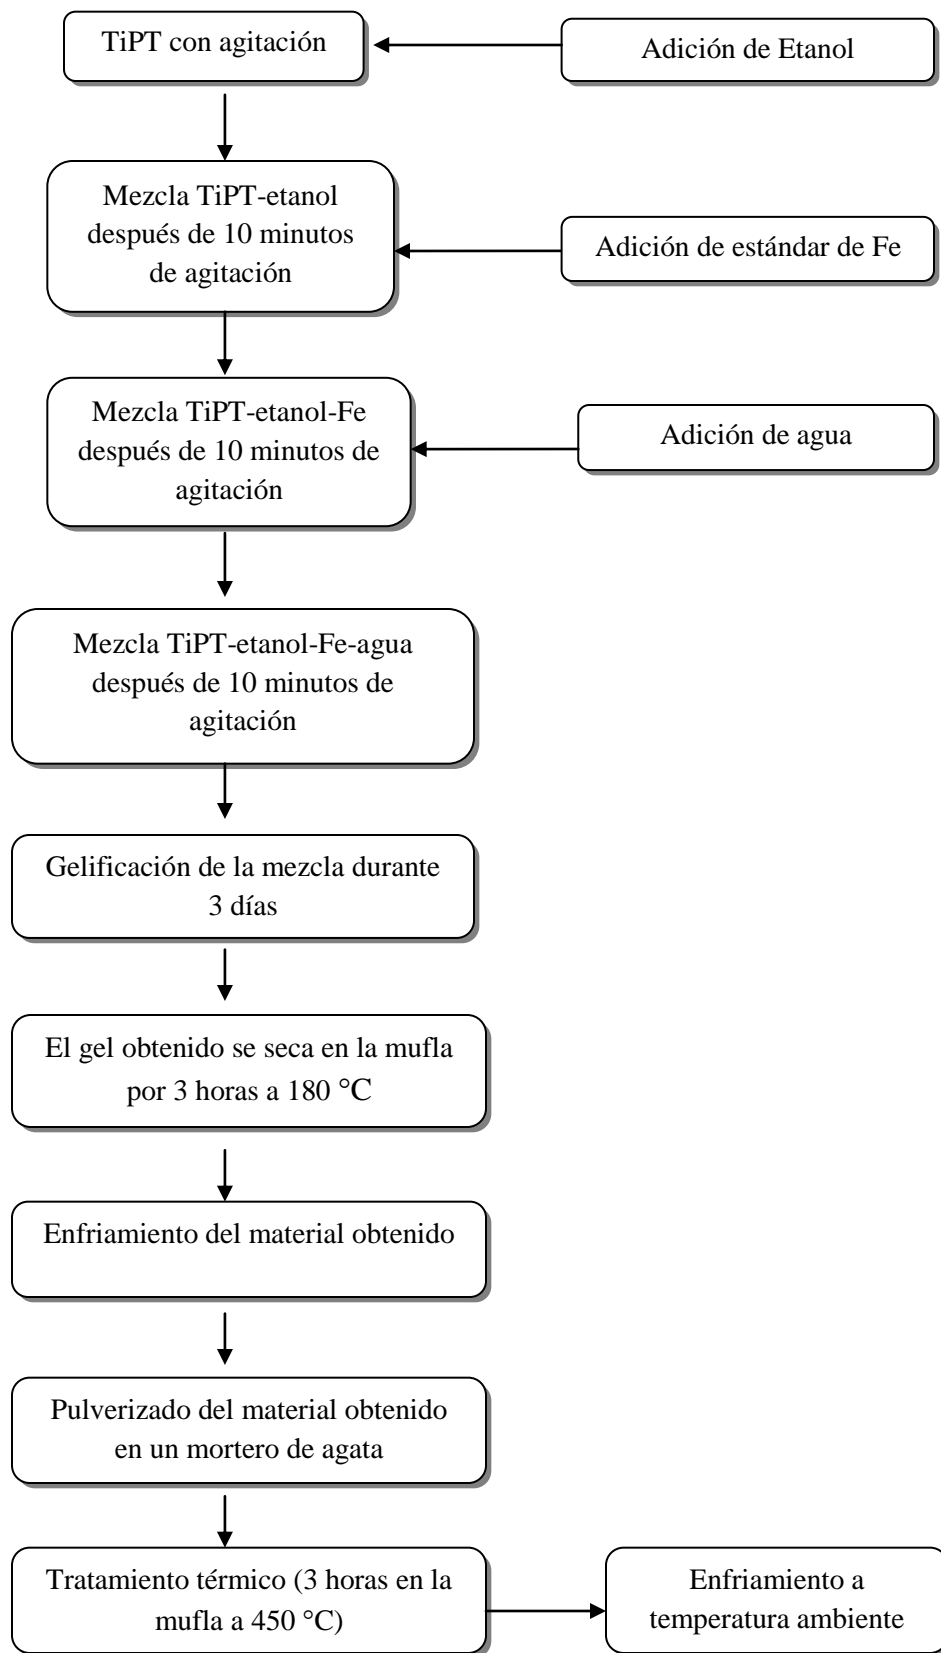 TiPT con agitación
Adición de Etanol
Mezcla TiPT-etanol
después de 10 minutos
de agitación
Adición de estándar de Fe
Mezcla TiPT-etanol-Fe
después de 10 minutos de
agitación
Adición de agua
Mezcla TiPT-etanol-Fe-agua
después de 10 minutos de
agitación
Gelificación de la mezcla durante
3 días
El gel obtenido se seca en la mufla
por 3 horas a 180 °C
Enfriamiento del material obtenido
Pulverizado del material obtenido
en un mortero de agata
Tratamiento térmico (3 horas en la
mufla a 450 °C)
Enfriamiento a
temperatura ambiente